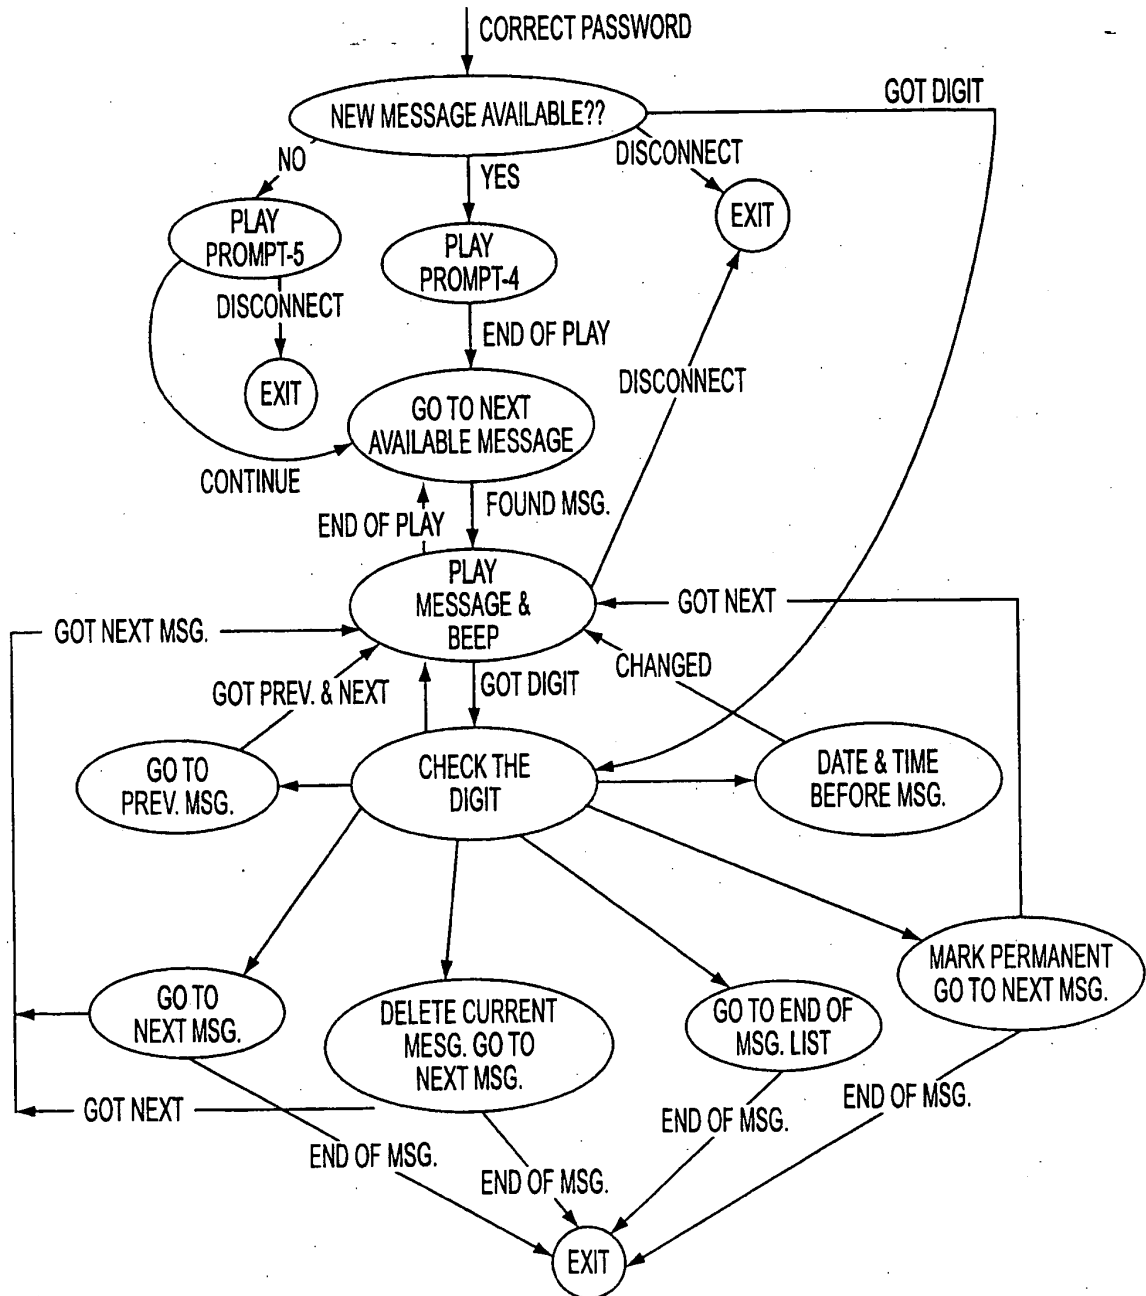 CORRECT PASSWORD
NEW MESSAGE AVAILABLE??
GOT DIGIT
NO
YES
DISCONNECT
EXIT
PLAY
PROMPT-5
PLAY
PROMPT-4
DISCONNECT
END OF PLAY
EXIT
DISCONNECT
GO TO NEXT
AVAILABLE MESSAGE
CONTINUE
END OF PLAY
FOUND MSG.
PLAY
MESSAGE &
BEEP
GOT NEXT
GOT NEXT MSG.
GOT PREV. & NEXT
GOT DIGIT
CHANGED
GO TO
PREV. MSG.
CHECK THE
DIGIT
DATE & TIME
BEFORE MSG.
GO TO
NEXT MSG.
DELETE CURRENT
MESG. GO TO
NEXT MSG.
GO TO END OF
MSG. LIST
MARK PERMANENT
GO TO NEXT MSG.
GOT NEXT
END OF MSG.
END OF MSG.
END OF MSG.
END OF MSG.
EXIT